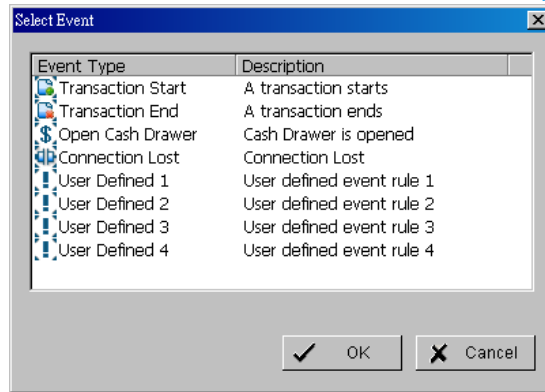 Select Event
Event Type Description
Transaction Start A transaction starts
Transaction End A transaction ends
Open Cash Drawer Cash Drawer is opened
Connection Lost Connection Lost
User Defined 1 User defined event rule 1
User Defined 2 User defined event rule 2
User Defined 3 User defined event rule 3
User Defined 4 User defined event rule 4
OK Cancel